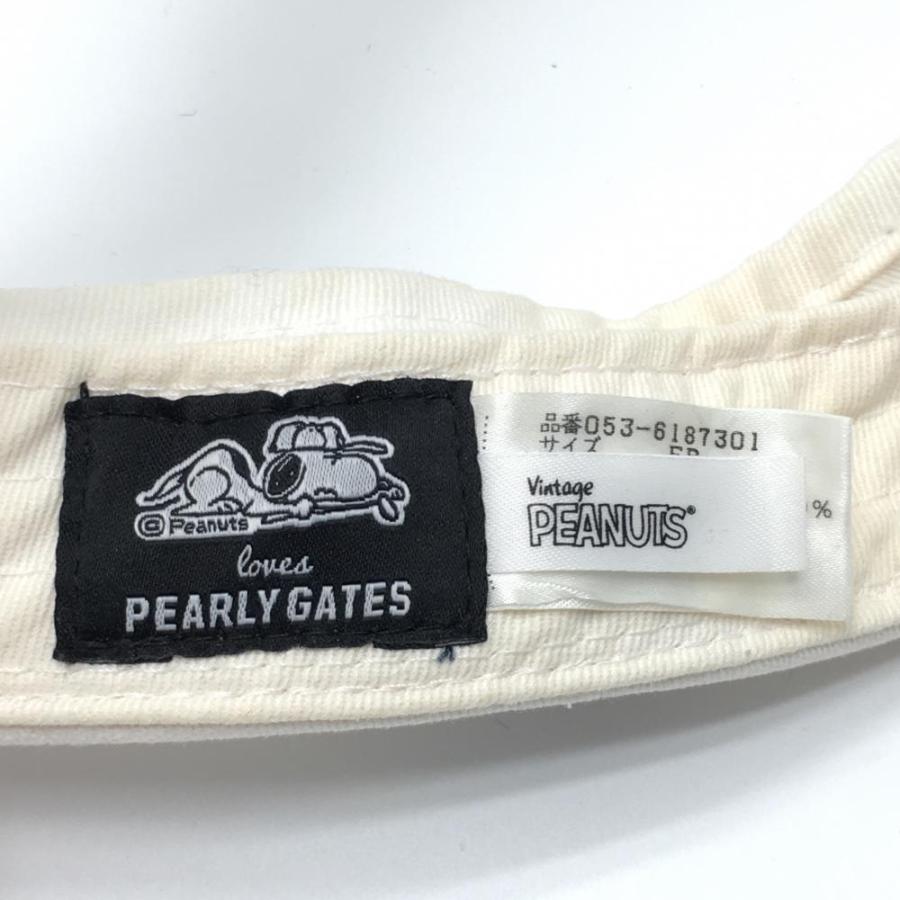 © Peanuts
loves
PEARLY GATES
品番053-6187301
サイズ
Vintage
PEANUTS®
%